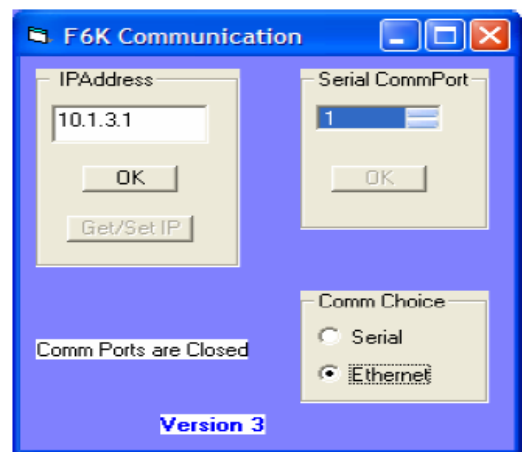 F6K Communication
IPAddress
10.1.3.1
OK
Get/Set IP
Serial CommPort
1
OK
Comm Choice
Serial
Ethernet
Comm Ports are Closed
Version 3